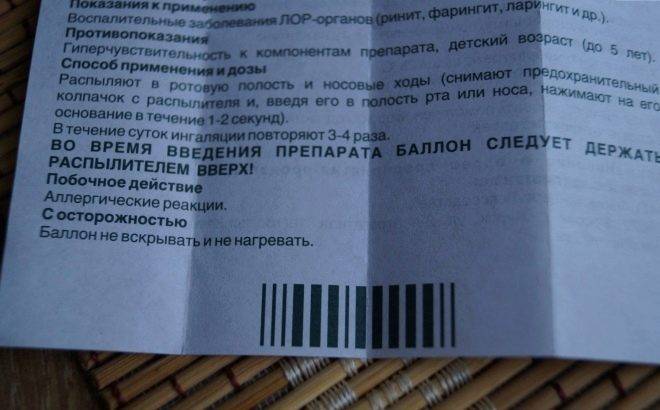 Показания к применению
Воспалительные заболевания ЛОР-органов (ринит, фарингит, ларингит и др.).
Противопоказания
Гиперчувствительность к компонентам препарата, детский возраст (до 5 лет).
Способ применения и дозы
Распыляют в ротовую полость и носовые ходы (снимают предохранительный
колпачок с распылителя и, введя его в полость рта или носа, нажимают на его
основание в течение 1-2 секунд).
В течение суток ингаляции повторяют 3-4 раза.
ВО ВРЕМЯ ВВЕДЕНИЯ ПРЕПАРАТА БАЛЛОН СЛЕДУЕТ ДЕРЖАТЬ
РАСПЫЛИТЕЛЕМ ВВЕРХ!
Побочное действие
Аллергические реакции.
С осторожностью
Баллон не вскрывать и не нагревать.